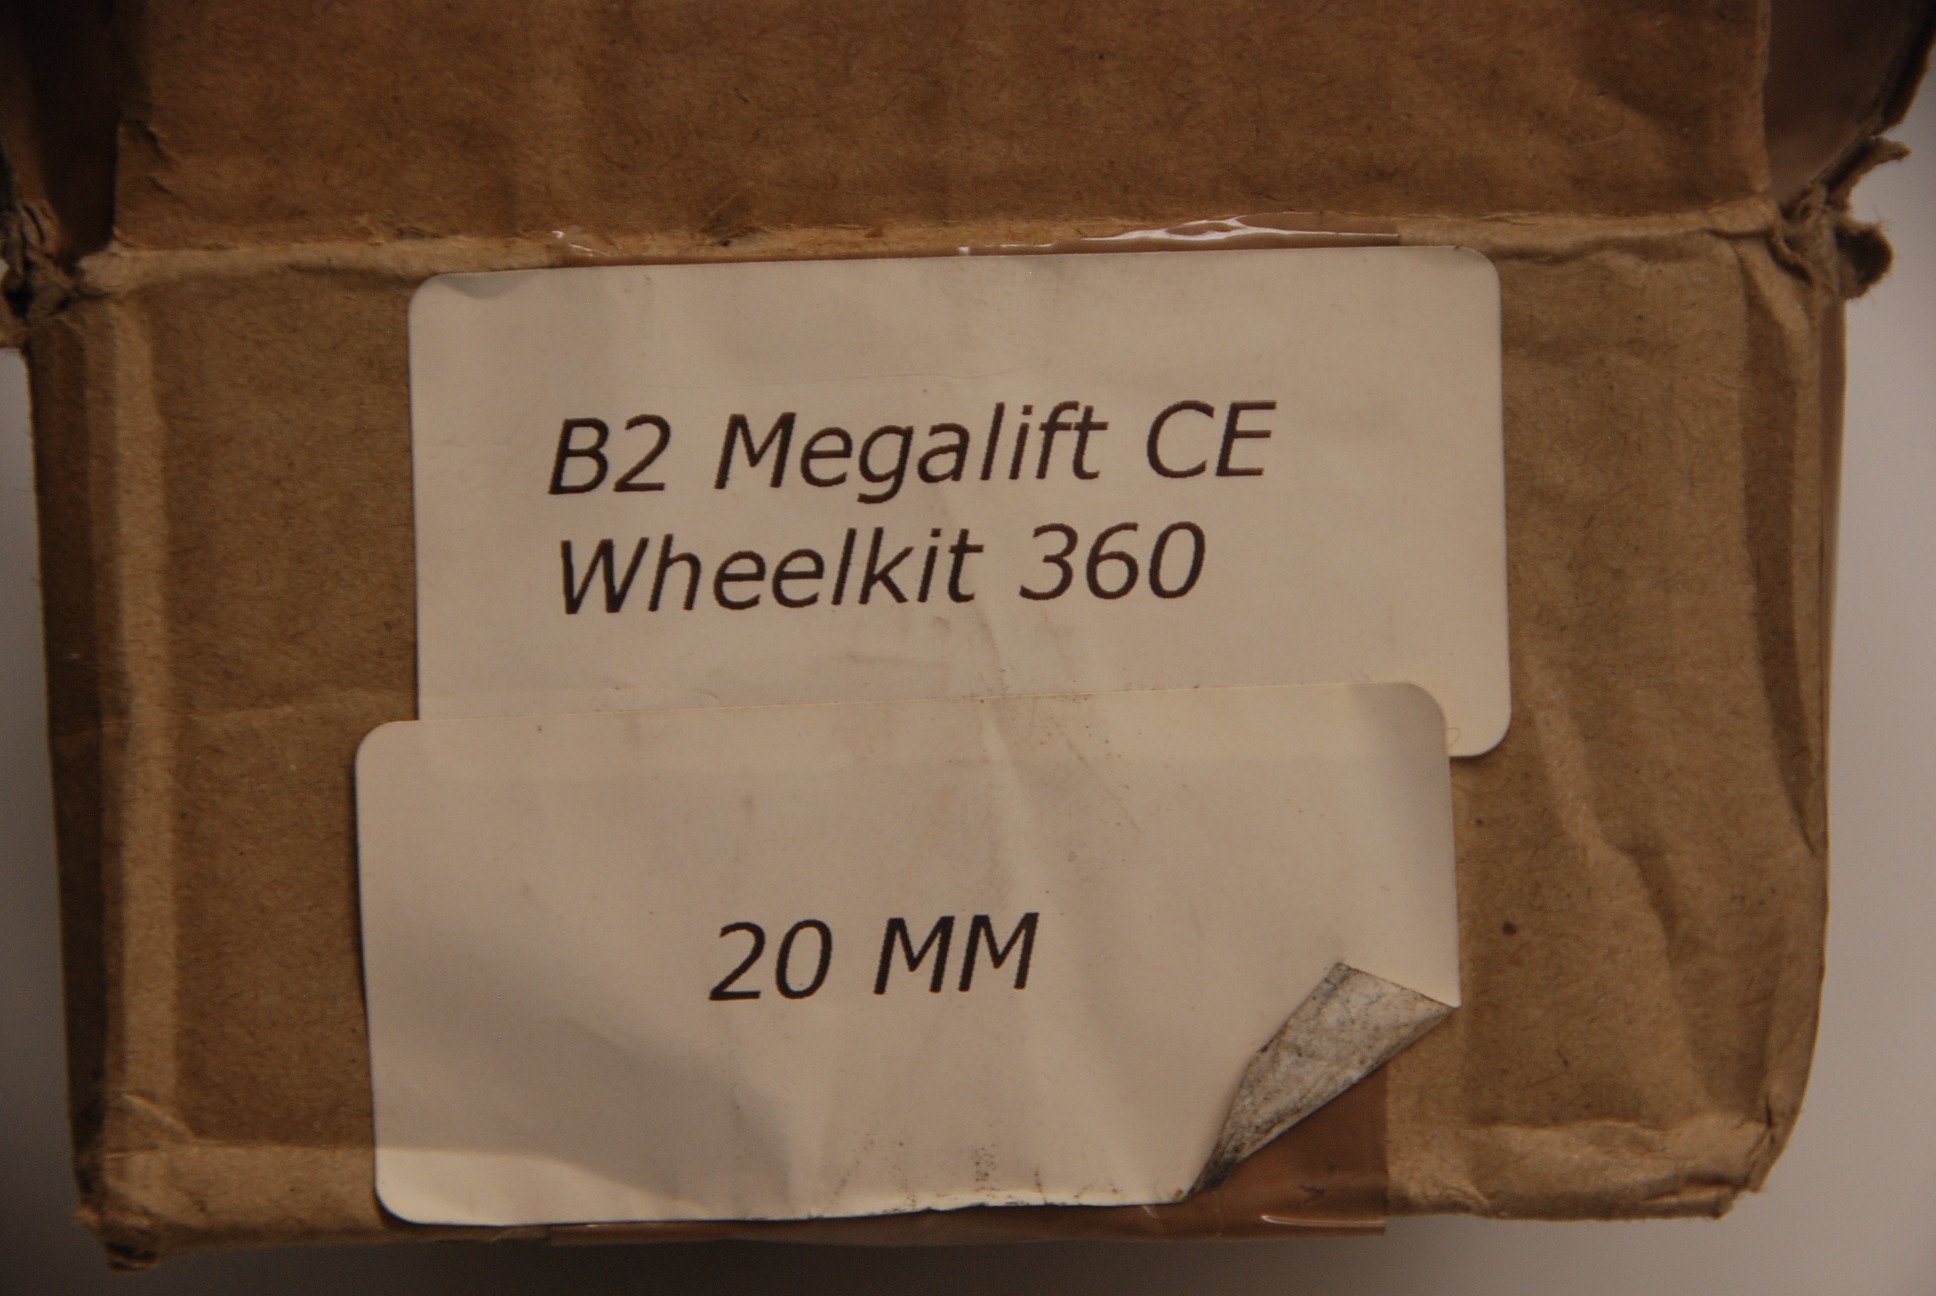 B2 Megalift CE
Wheelkit 360
20 MM